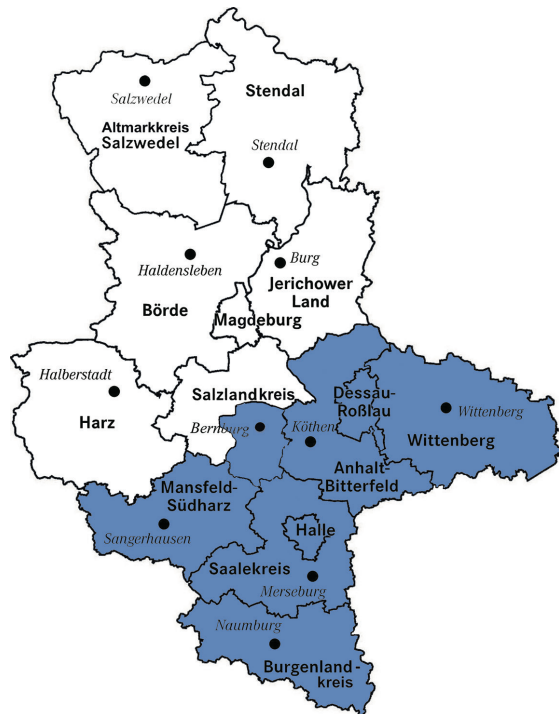 Stendal
Salzwedel
Altmarkkreis
Salzwedel
Stendal
Haldensleben
Burg
Jerichower
Land
Börde
Magdeburg
Halberstadt
Salzlandkreis
Dessau-
Roßlau
Wittenberg
Harz
Bernburg
Köthen
Wittenberg
Anhalt-
Bitterfeld
Mansfeld-
Südharz
Sangerhausen
Halle
Saalekreis
Merseburg
Naumburg
Burgenland-
kreis